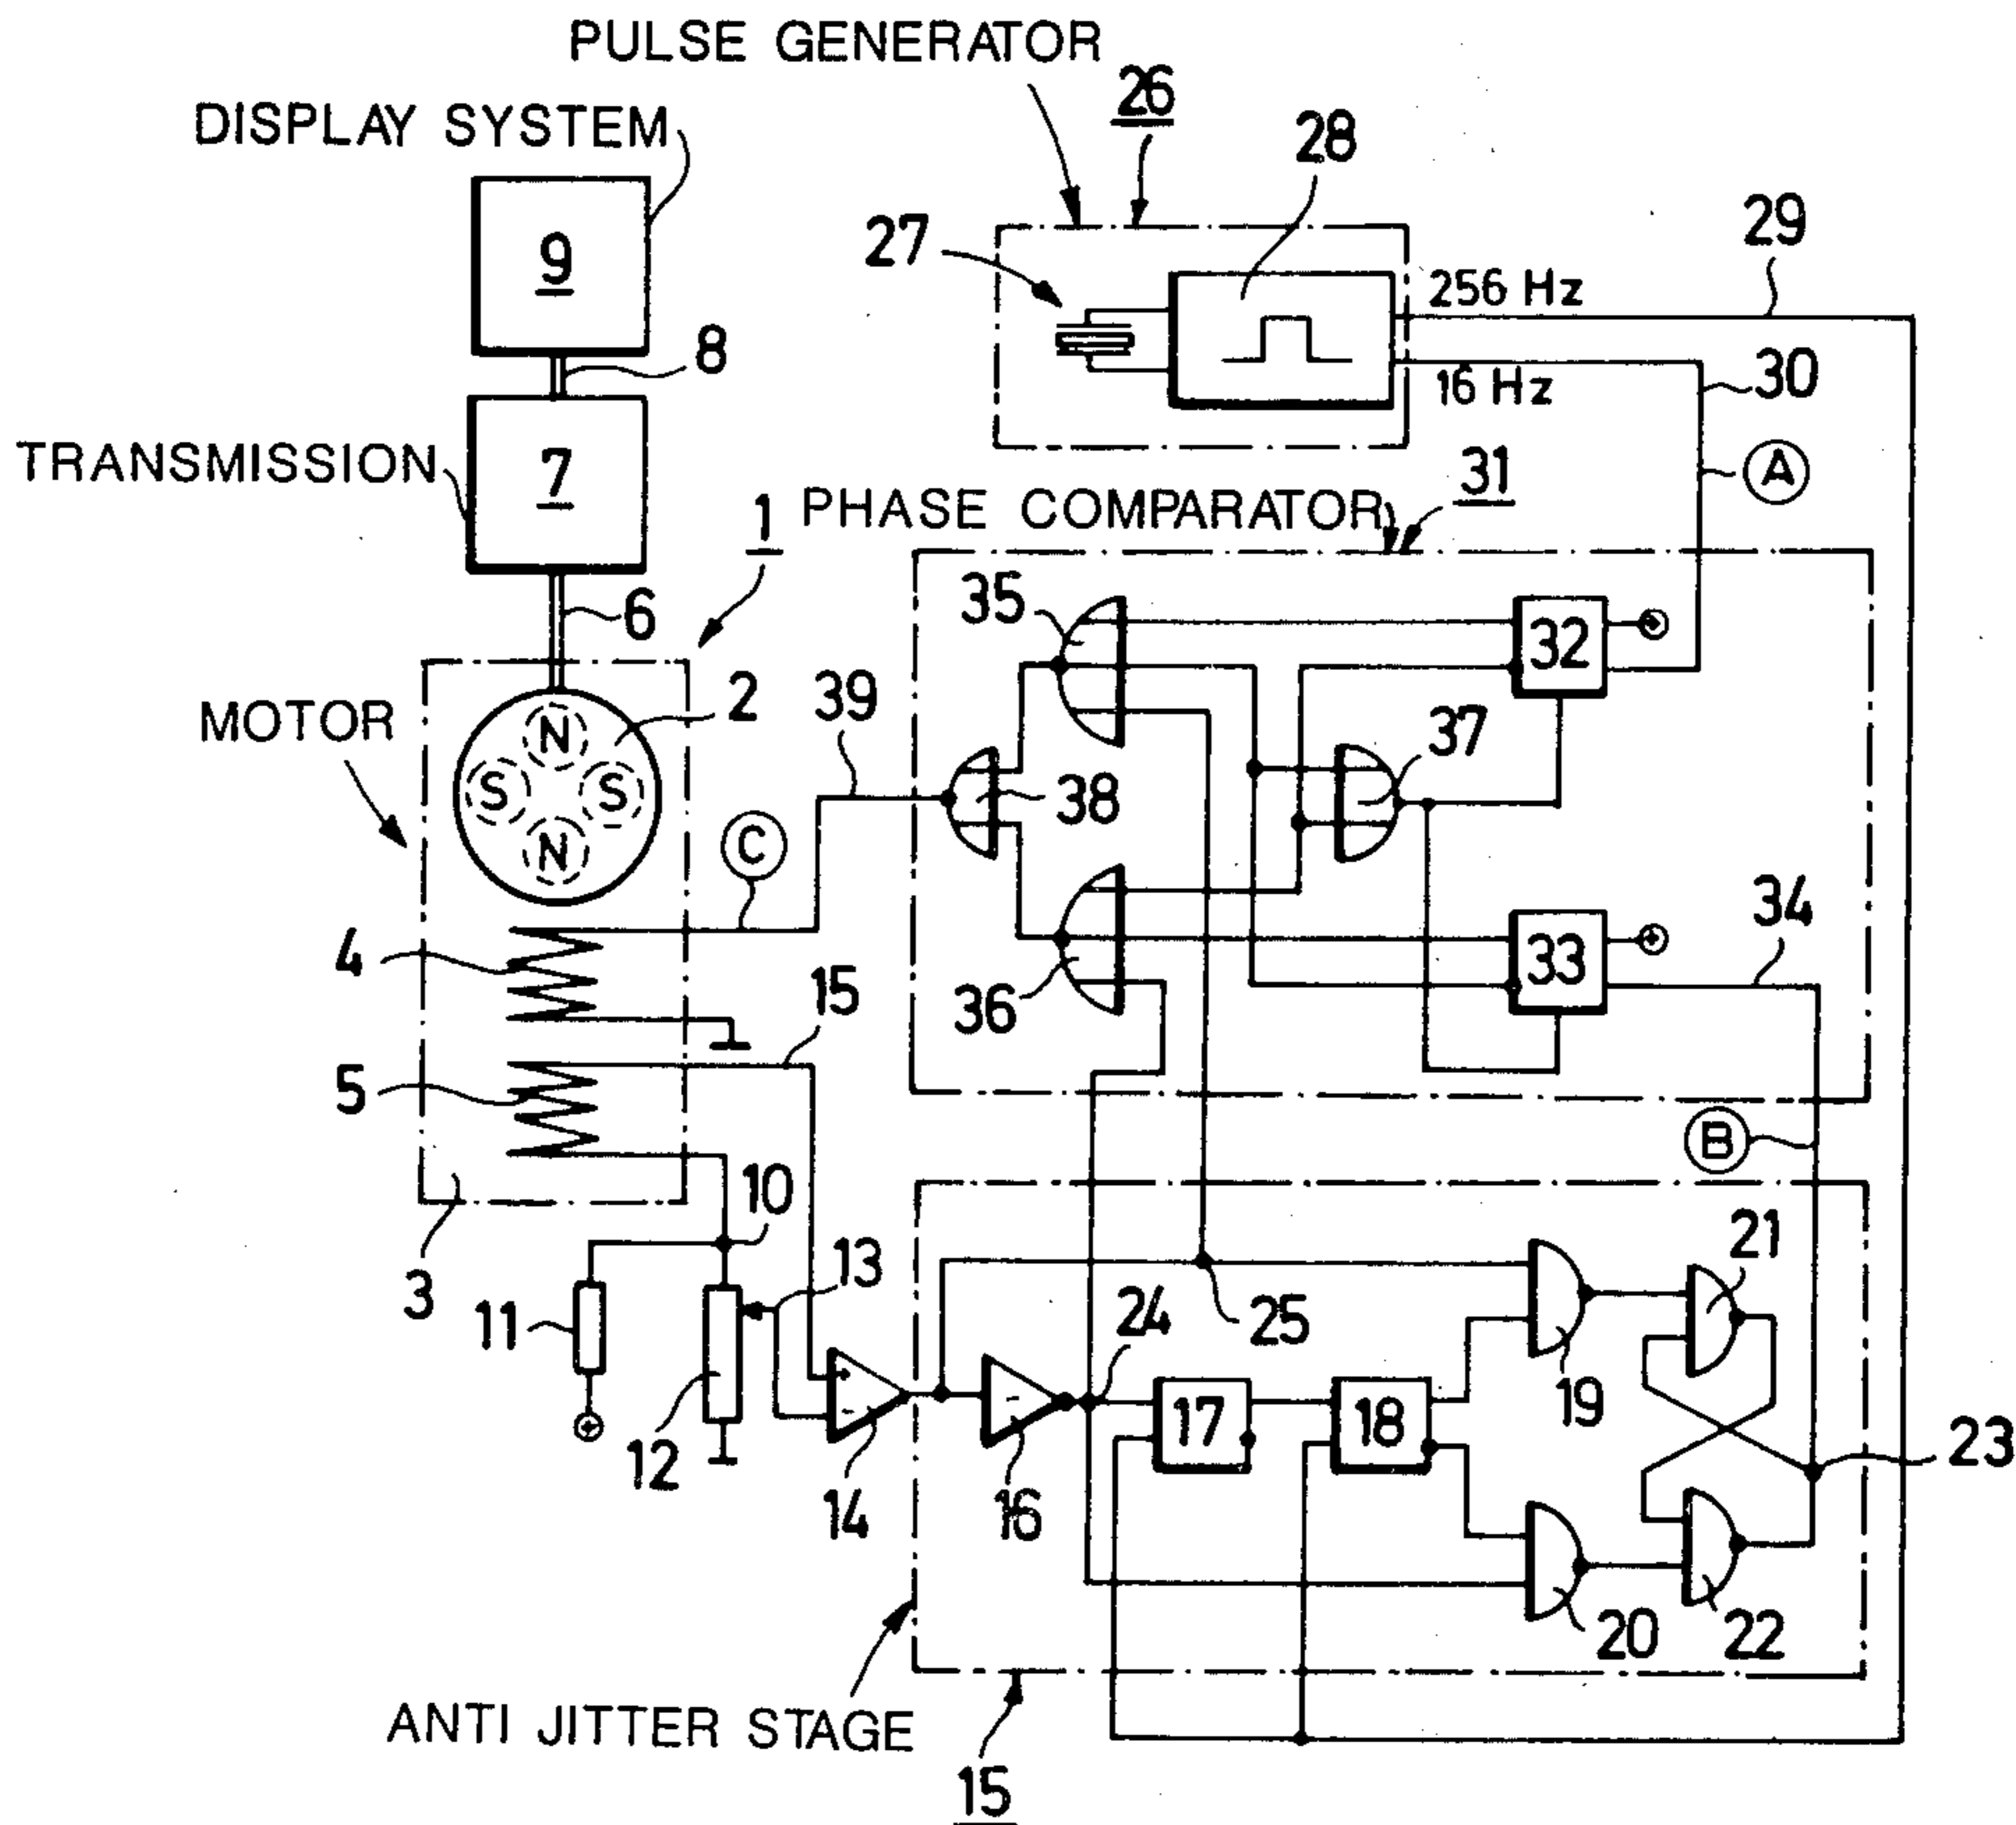 PULSE GENERATOR
26
DISPLAY SYSTEM
28
27
29
9
256 Hz
8
16 Hz
30
TRANSMISSION
7
1
PHASE COMPARATOR
31
A
6
35
32
MOTOR
2
N
S
S
N
39
37
38
C
4
34
15
33
36
5
B
10
21
3
13
11
24
25
19
17
18
23
12
14
16
20
22
ANTI JITTER STAGE
15